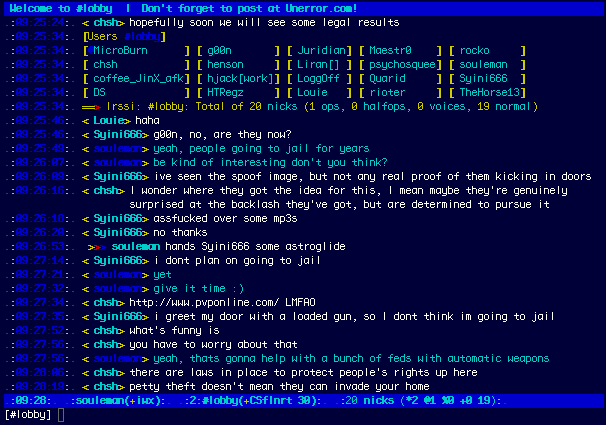 Welcome to #lobby | Don't forget to post at Unerror.com!
.:09:25:24:. < chsh> hopefully soon we will see some legal results
.:09:25:34:. [Users #lobby]
.:09:25:34:. [ MicroBurn ] [ g00n ] [ Juridian] [ Maestr0 ] [ rocko ]
.:09:25:34:. [ chsh ] [ henson ] [ Liran[] ] [ psychosquee] [ souleman ]
.:09:25:34:. [ coffee_JinX_afk] [ hjack[work]] [ LoggOff ] [ Quarid ] [ Syini666 ]
.:09:25:34:. [ DS ] [ HTRegz ] [ Louie ] [ rioter ] [ TheHorse13]
.:09:25:34:. ==> Irssi: #lobby: Total of 20 nicks (1 ops, 0 halfops, 0 voices, 19 normal)
.:09:25:40:. < Louie> haha
.:09:25:46:. < Syini666> g00n, no, are they now?
.:09:25:49:. < souleman> yeah, people going to jail for years
.:09:26:07:. < souleman> be kind of interesting don't you think?
.:09:26:09:. < Syini666> ive seen the spoof image, but not any real proof of them kicking in doors
.:09:26:16:. < chsh> I wonder where they got the idea for this, I mean maybe they're genuinely
surprised at the backlash they've got, but are determined to pursue it
.:09:26:18:. < Syini666> assfucked over some mp3s
.:09:26:20:. < Syini666> no thanks
.:09:26:53:. >>> souleman hands Syini666 some astroglide
.:09:27:14:. < Syini666> i dont plan on going to jail
.:09:27:21:. < souleman> yet
.:09:27:32:. < souleman> give it time :)
.:09:27:34:. < chsh> http://www.pvponline.com/ LMFAO
.:09:27:35:. < Syini666> i greet my door with a loaded gun, so I dont think im going to jail
.:09:27:52:. < chsh> what's funny is
.:09:27:56:. < chsh> you have to worry about that
.:09:27:58:. < souleman> yeah, thats gonna help with a bunch of feds with automatic weapons
.:09:28:06:. < chsh> there are laws in place to protect people's rights up here
.:09:28:19:. < chsh> petty theft doesn't mean they can invade your home
.:09:28:. .:souleman(+iwx):. .:2:#lobby(+CSflnrt 30):. .:20 nicks (*2 @1 %0 +0 19):.
[#lobby]